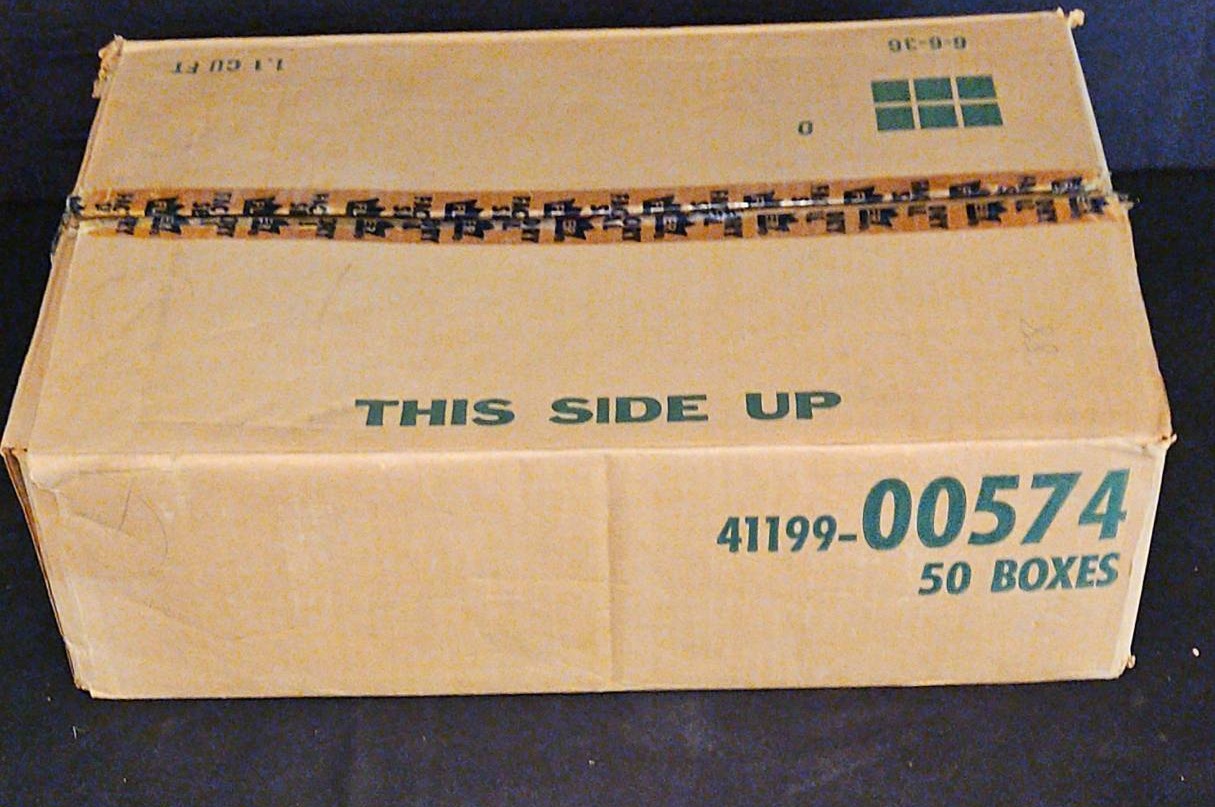 6-6-36
1.1 CU FT
0
THIS SIDE UP
41199-00574
50 BOXES